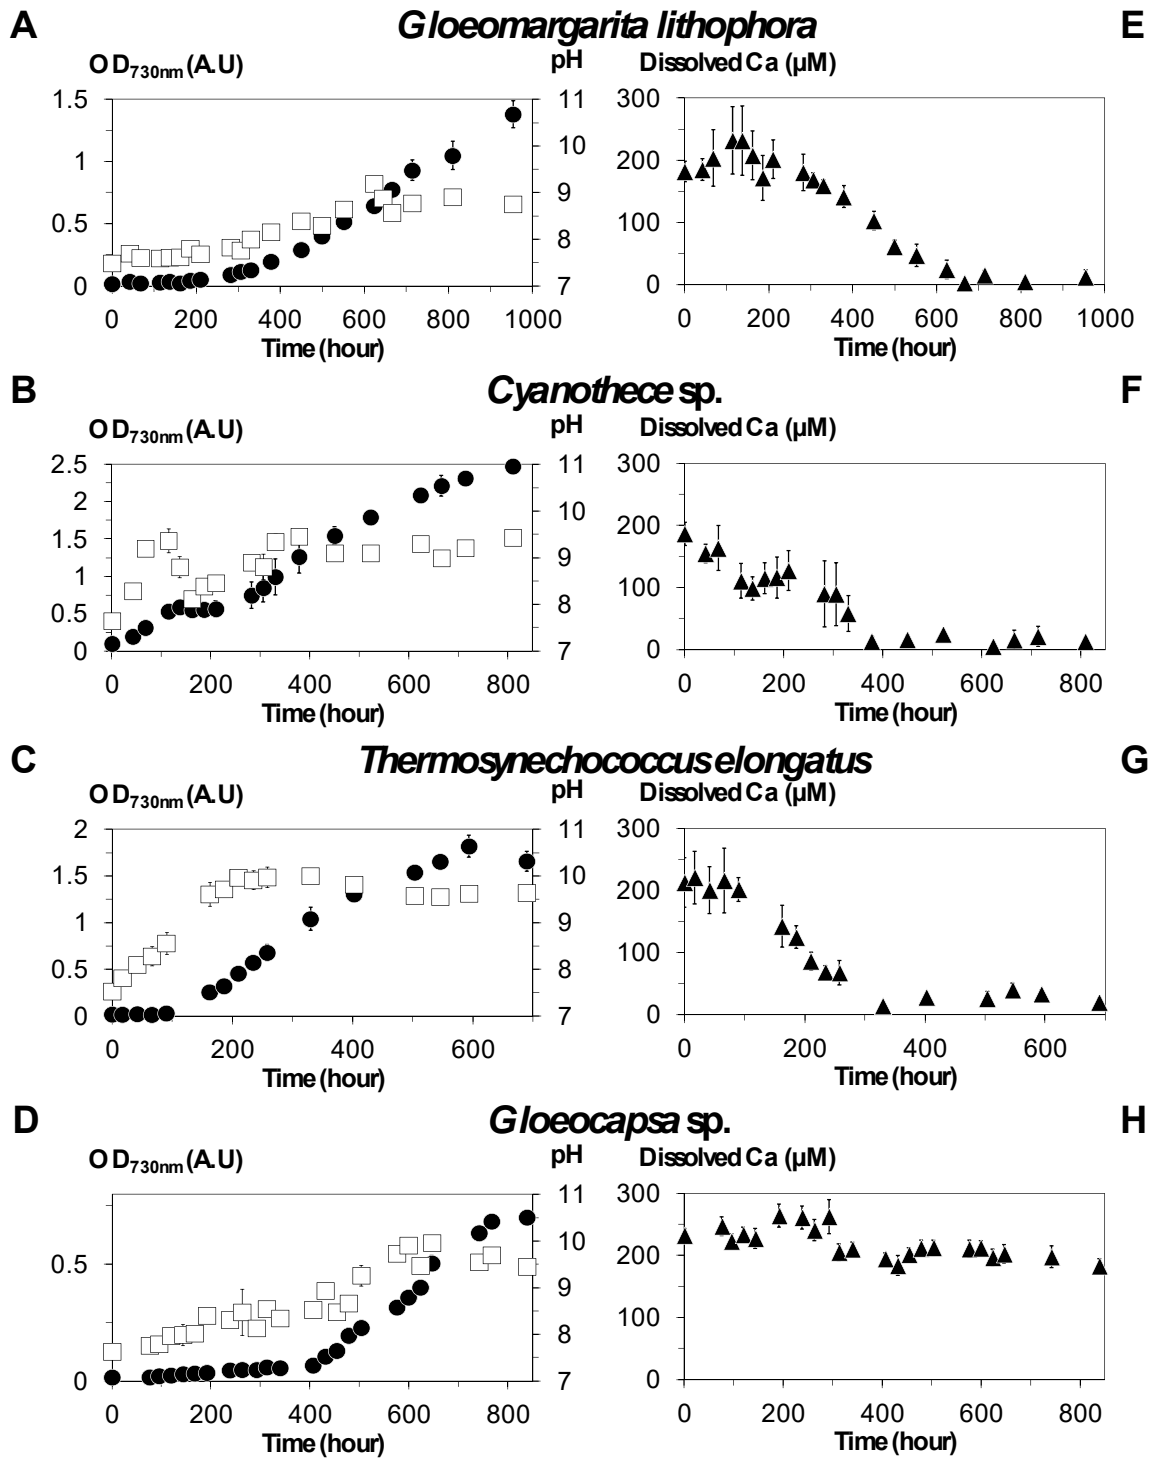 A Gloeomargarita lithophora E
OD730nm (A.U) pH Dissolved Ca (µM)
1.5 11 300
10
1 9 200
0.5 8 100
0 7 0
0 200 400 600 800 1000 0 200 400 600 800 1000
Time (hour) Time (hour)
B Cyanothece sp. F
OD730nm (A.U) pH Dissolved Ca (µM)
2.5 11 300
2 10 200
1.5 9
1 100
0.5 8
0 7 0
0 200 400 600 800 0 200 400 600 800
Time (hour) Time (hour)
C Thermosynechococcus elongatus G
OD730nm (A.U) pH Dissolved Ca (µM)
2 11 300
1.5 10 200
1 9
0.5 8 100
0 7 0
0 200 400 600 0 200 400 600
Time (hour) Time (hour)
D Gloeocapsa sp. H
OD730nm (A.U) pH Dissolved Ca (µM)
11 300
10 200
0.5 9
8 100
0 7 0
0 200 400 600 800 0 200 400 600 800
Time (hour) Time (hour)